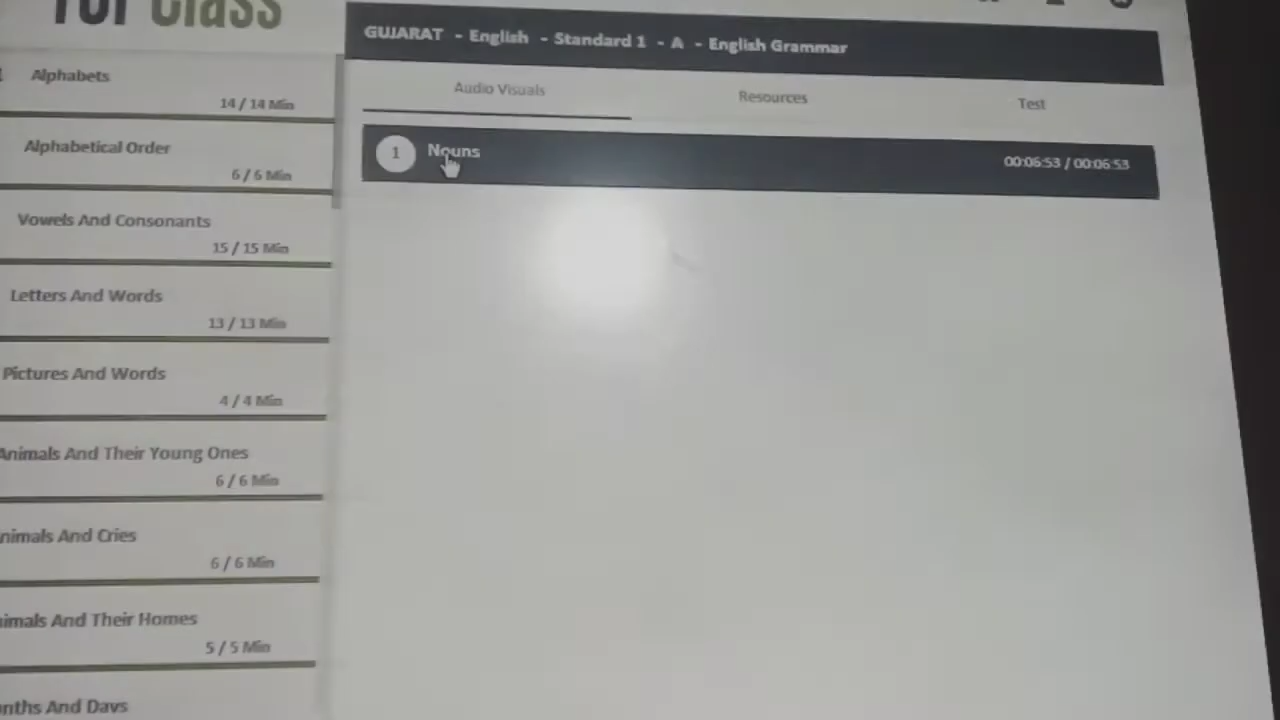 for Class
GUJARAT - English - Standard 1 - A - English Grammar
Alphabets
14 / 14 Min
Alphabetical Order
6 / 6 Min
Vowels And Consonants
15 / 15 Min
Letters And Words
13 / 13 Min
Pictures And Words
4 / 4 Min
Animals And Their Young Ones
6 / 6 Min
nimals And Cries
6 / 6 Min
imals And Their Homes
5 / 5 Min
nths And Days
Audio Visuals
Resources
Test
1
Nouns
00:06:53 / 00:06:53